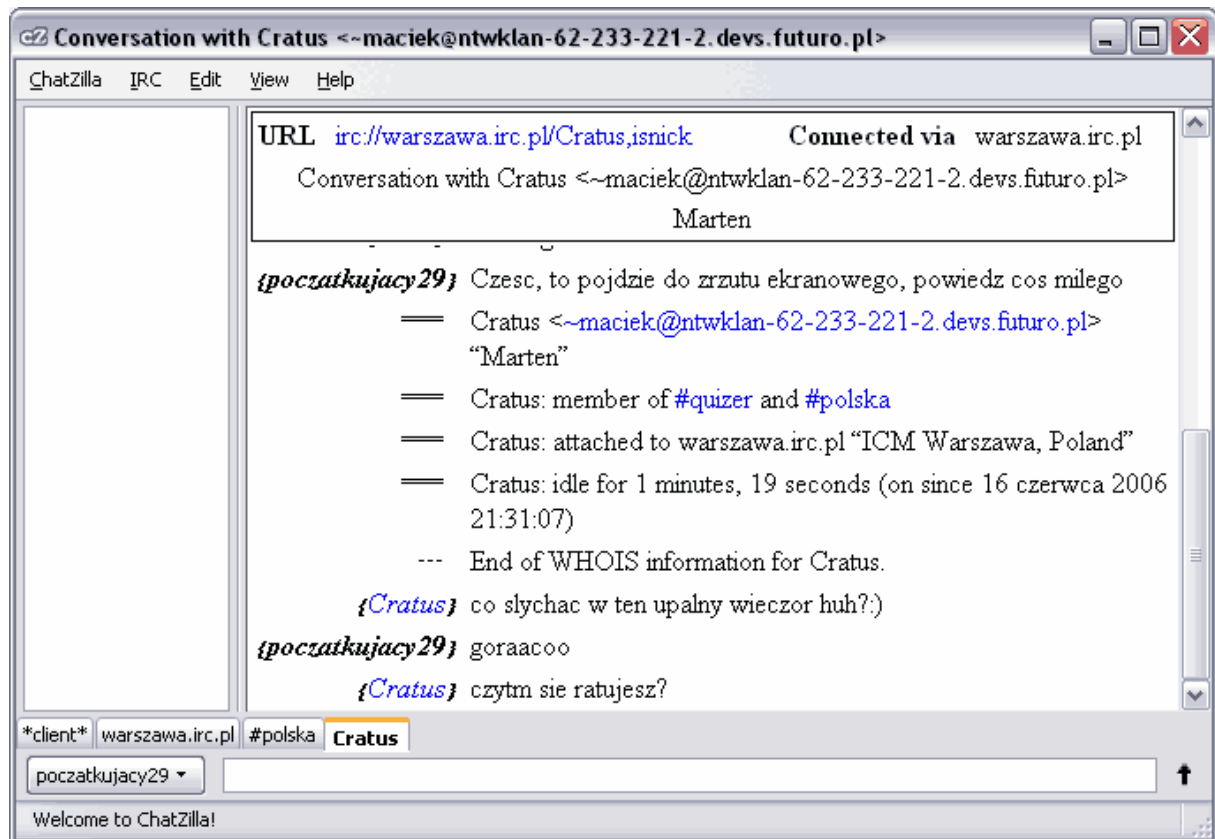 Conversation with Cratus <~maciek@ntwklan-62-233-221-2.devs.futuro.pl>
ChatZilla IRC Edit View Help
URL irc://warszawa.irc.pl/Cratus,isnick Connected via warszawa.irc.pl
Conversation with Cratus <~maciek@ntwklan-62-233-221-2.devs.futuro.pl>
Marten
{poczatkujacy29} Czesc, to pojdzie do zrzutu ekranowego, powiedz cos milego
=== Cratus <~maciek@ntwklan-62-233-221-2.devs.futuro.pl>
“Marten”
=== Cratus: member of #quizer and #polska
=== Cratus: attached to warszawa.irc.pl “ICM Warszawa, Poland”
=== Cratus: idle for 1 minutes, 19 seconds (on since 16 czerwca 2006
21:31:07)
--- End of WHOIS information for Cratus.
{Cratus} co slychac w ten upalny wieczor huh?:)
{poczatkujacy29} goraacoo
{Cratus} czytm sie ratujesz?
*client* warszawa.irc.pl #polska Cratus
poczatkujacy29
Welcome to ChatZilla!